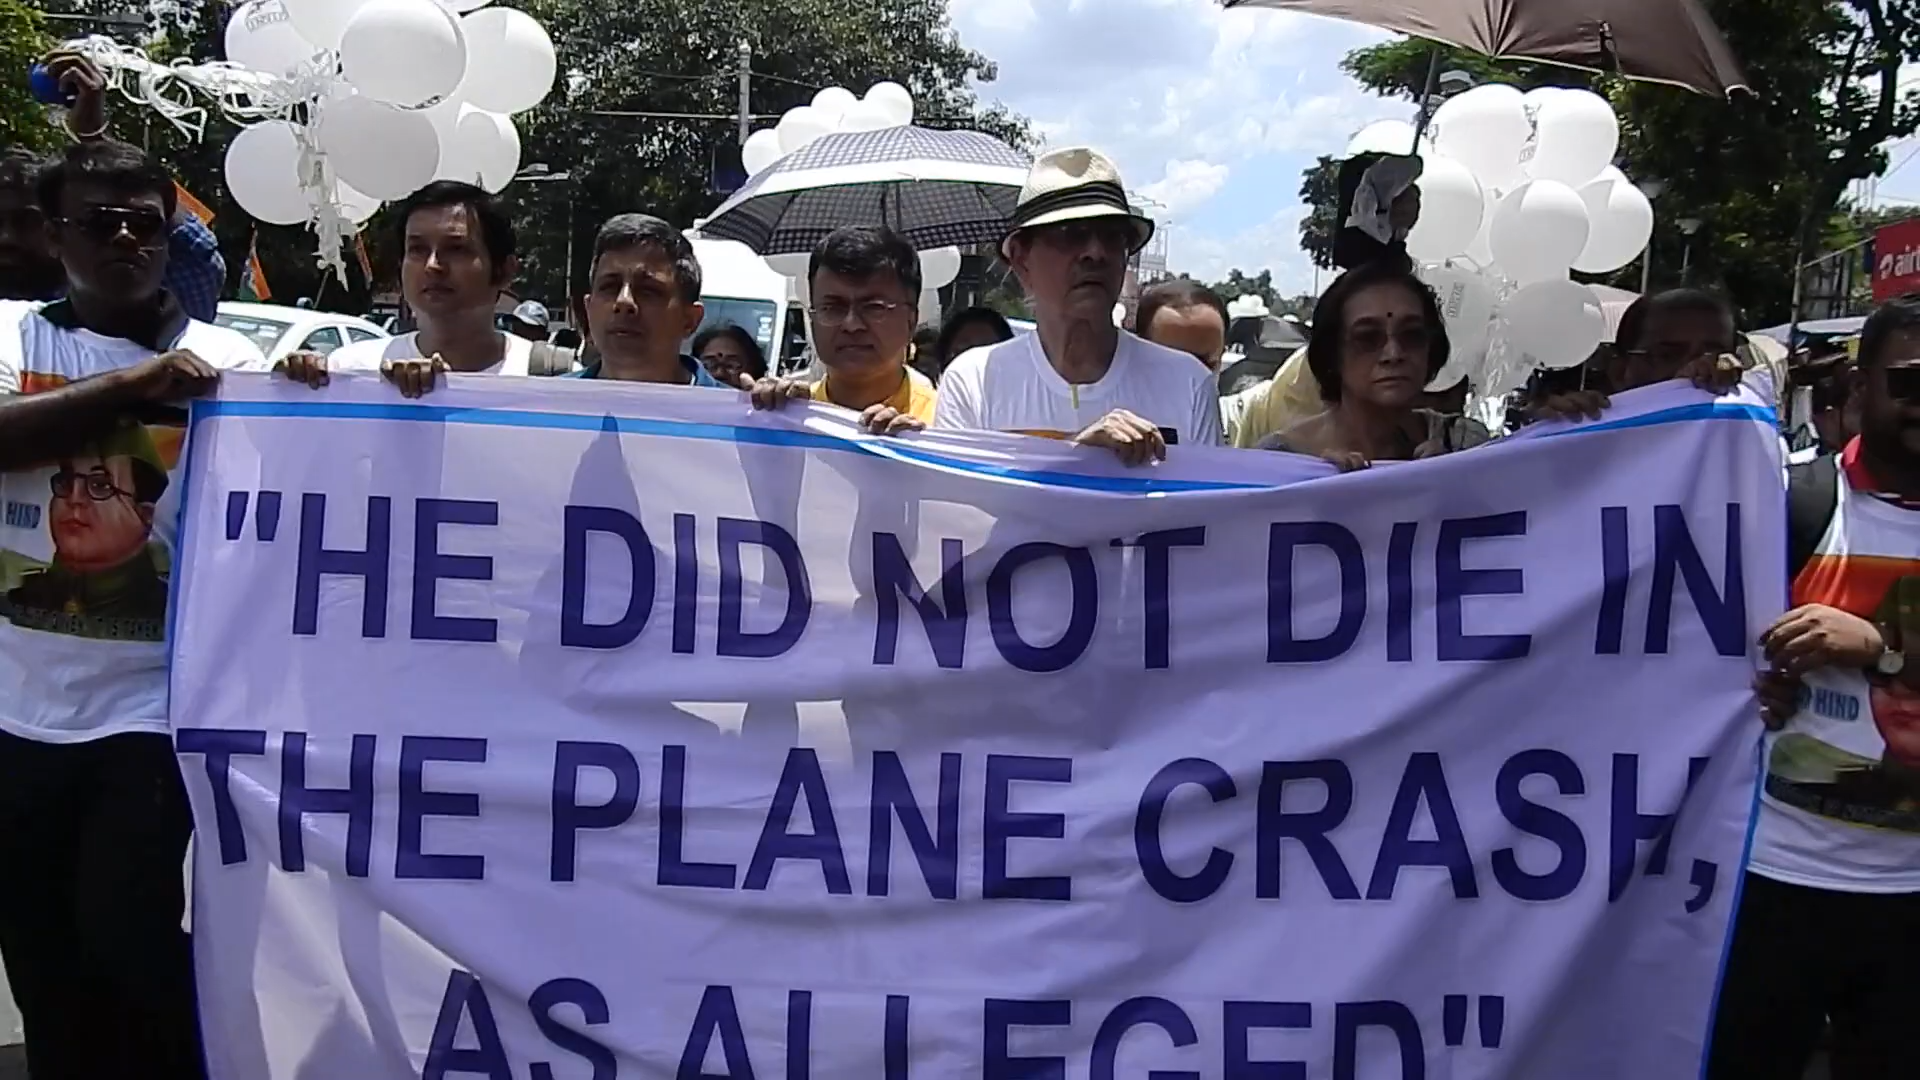 "HE DID NOT DIE IN
THE PLANE CRASH,
AS ALLEGED"
HIND
HIND